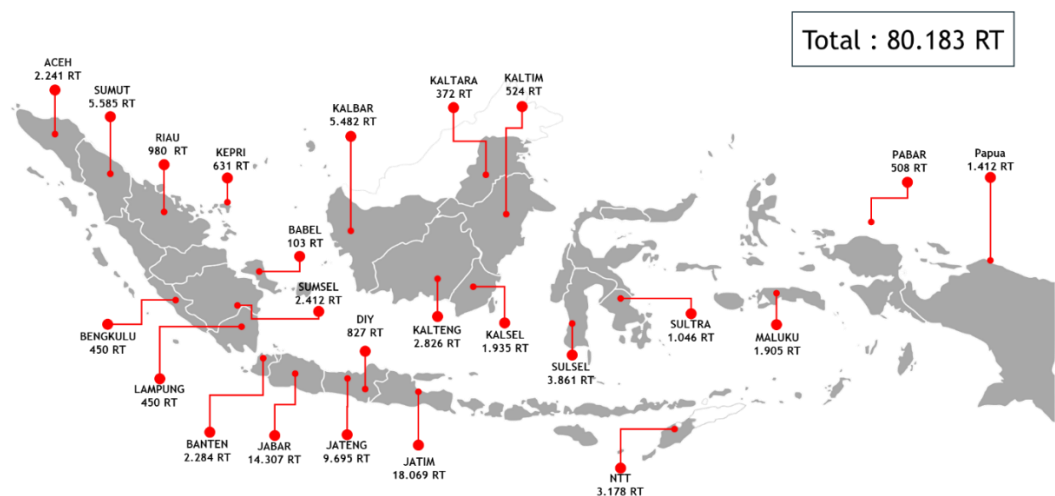 Total : 80.183 RT
ACEH
2.241 RT
SUMUT
5.585 RT
RIAU
980 RT
KEPRI
631 RT
KALBAR
5.482 RT
KALTARA
372 RT
KALTIM
524 RT
PABAR
508 RT
Papua
1.412 RT
BABEL
103 RT
SUMSEL
2.412 RT
DIY
827 RT
BENGKULU
450 RT
KALTENG
2.826 RT
KALSEL
1.935 RT
SULTRA
1.046 RT
MALUKU
1.905 RT
SULSEL
3.861 RT
LAMPUNG
450 RT
BANTEN
2.284 RT
JABAR
14.307 RT
JATENG
9.695 RT
JATIM
18.069 RT
NTT
3.178 RT